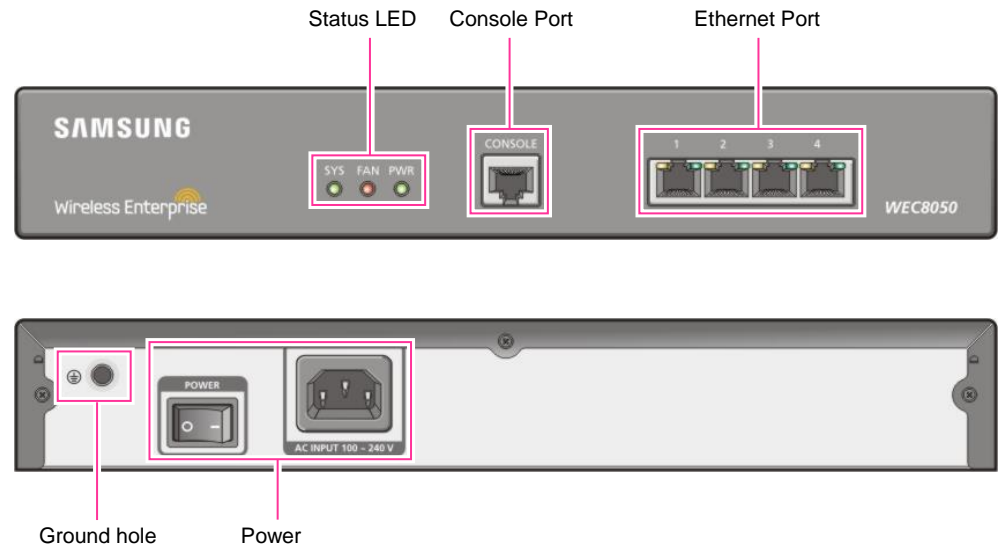 Status LED Console Port Ethernet Port
SAMSUNG
CONSOLE
1 2 3 4
SYS FAN PWR
Wireless Enterprise
WEC8050
POWER
AC INPUT 100 ~ 240 V
Ground hole Power